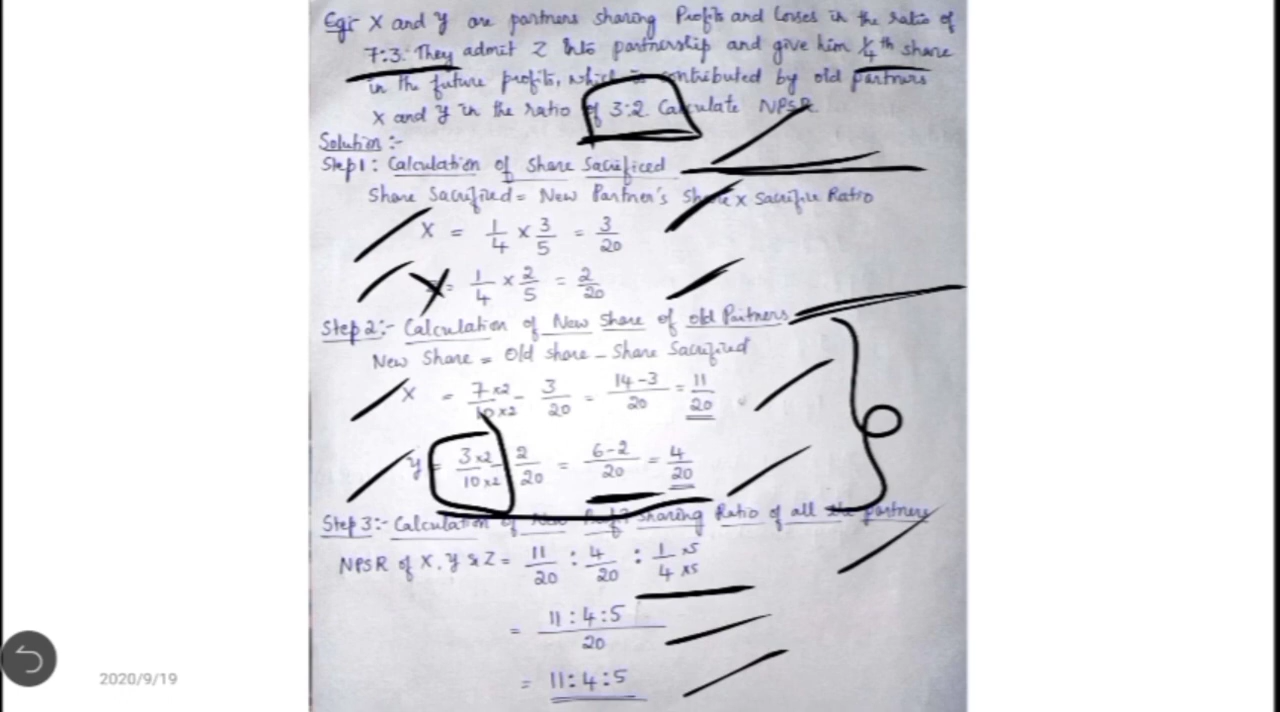 Eg:- X and Y are partners sharing Profits and Losses in the ratio of
7:3. They admit Z into partnership and give him 1/4th share
in the future profits, which is contributed by old partners
X and Y in the ratio of 3:2. Calculate NPSR
Solution :-
Step 1 : Calculation of Share Sacrificed
Share Sacrificed = New Partner's Share x Sacrifice Ratio
X = 1/4 x 3/5 = 3/20
Y = 1/4 x 2/5 = 2/20
Step 2:- Calculation of New Share of old Partners
New Share = Old share - Share Sacrificed
X = 7x2/10x2 - 3/20 = 14-3/20 = 11/20
Y = 3x2/10x2 - 2/20 = 6-2/20 = 4/20
Step 3:- Calculation of New Profit sharing Ratio of all the partners
NPSR of X, Y & Z = 11/20 : 4/20 : 1x5/4x5
= 11:4:5/20
= 11:4:5
2020/9/19